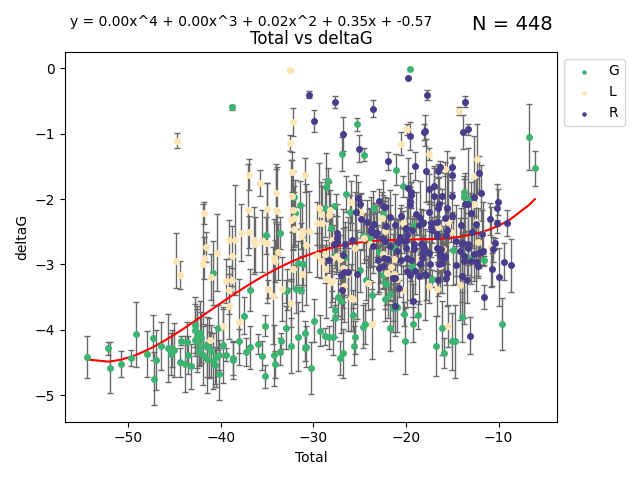 y = 0.00x^4 + 0.00x^3 + 0.02x^2 + 0.35x + -0.57
N = 448
Total vs deltaG
G
L
R
0
−1
−2
−3
−4
−5
deltaG
−50 −40 −30 −20 −10
Total